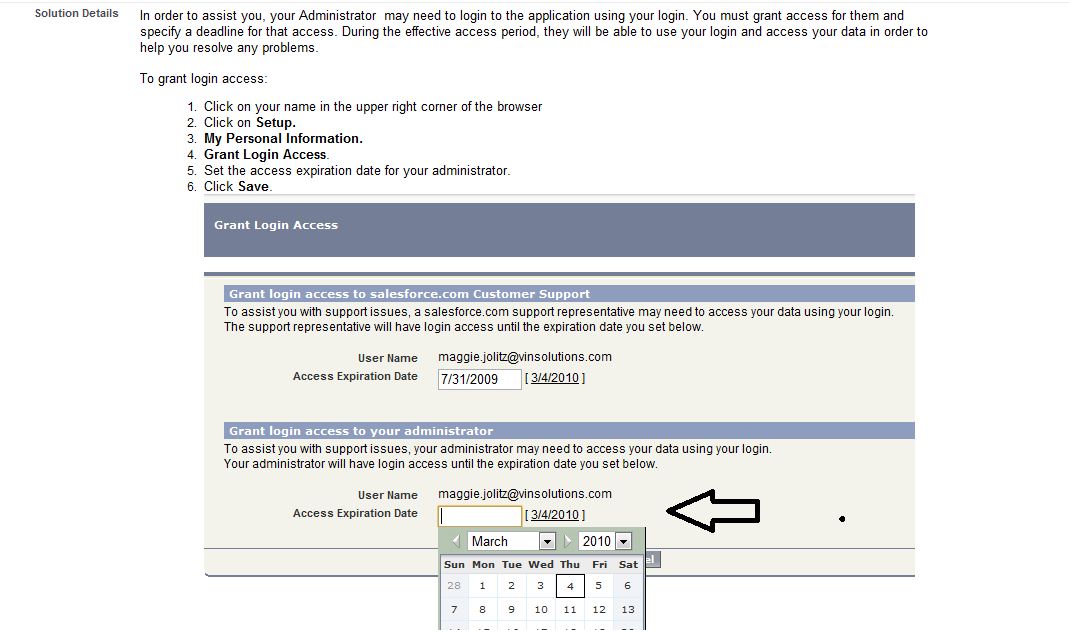 Solution Details
In order to assist you, your Administrator  may need to login to the application using your login. You must grant access for them and
specify a deadline for that access. During the effective access period, they will be able to use your login and access your data in order to
help you resolve any problems.
To grant login access:
1. Click on your name in the upper right corner of the browser
2. Click on Setup.
3. My Personal Information.
4. Grant Login Access.
5. Set the access expiration date for your administrator.
6. Click Save.
Grant Login Access
Grant login access to salesforce.com Customer Support
To assist you with support issues, a salesforce.com support representative may need to access your data using your login.
The support representative will have login access until the expiration date you set below.
User Name maggie.jolitz@vinsolutions.com
Access Expiration Date 7/31/2009 [ 3/4/2010 ]
Grant login access to your administrator
To assist you with support issues, your administrator may need to access your data using your login.
Your administrator will have login access until the expiration date you set below.
User Name maggie.jolitz@vinsolutions.com
Access Expiration Date [ 3/4/2010 ]
March 2010
Sun Mon Tue Wed Thu Fri Sat
28 1 2 3 4 5 6
7 8 9 10 11 12 13